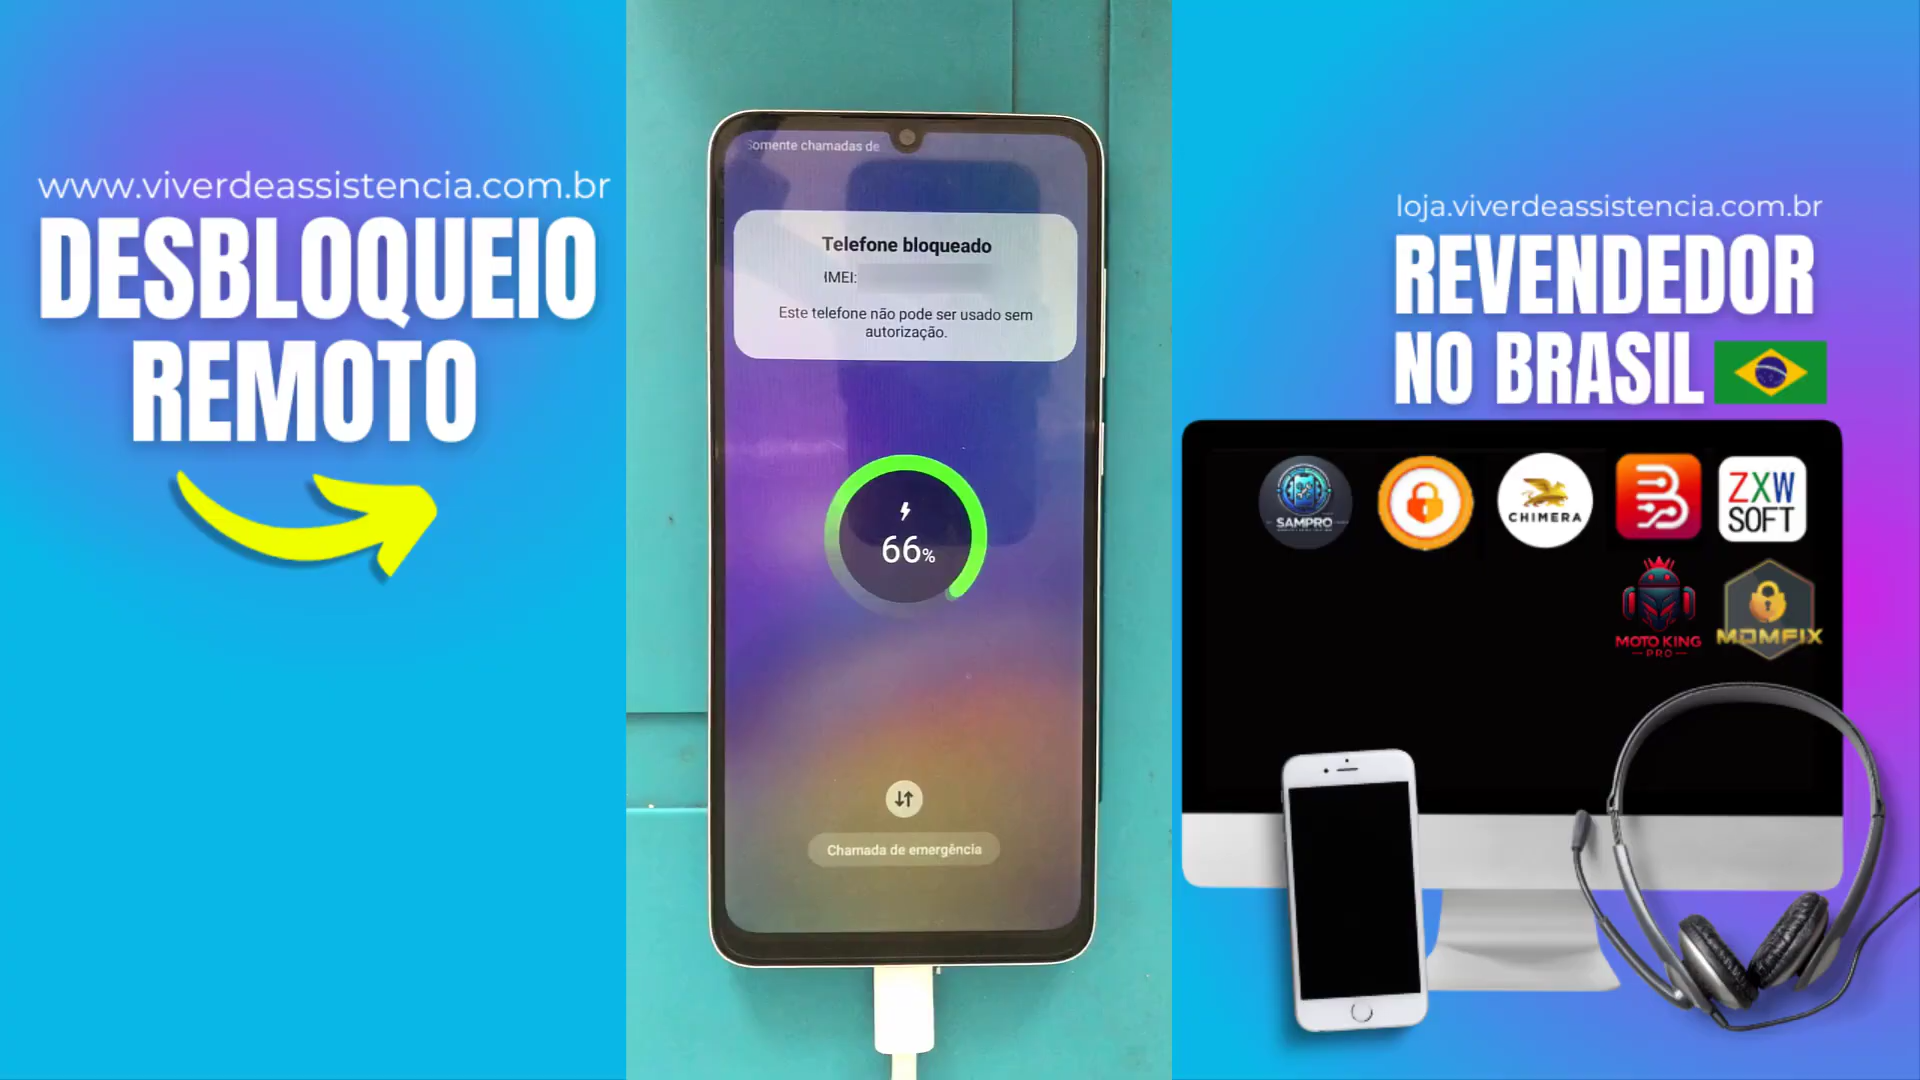 www.viverdeassistencia.com.br
DESBLOQUEIO
REMOTO
Somente chamadas de
Telefone bloqueado
IMEI:
Este telefone não pode ser usado sem
autorização.
66%
Chamada de emergência
loja.viverdeassistencia.com.br
REVENDEDOR
NO BRASIL
SAMPRO
CHIMERA
ZXW
SOFT
MOTO KING
PRO
MDMFIX